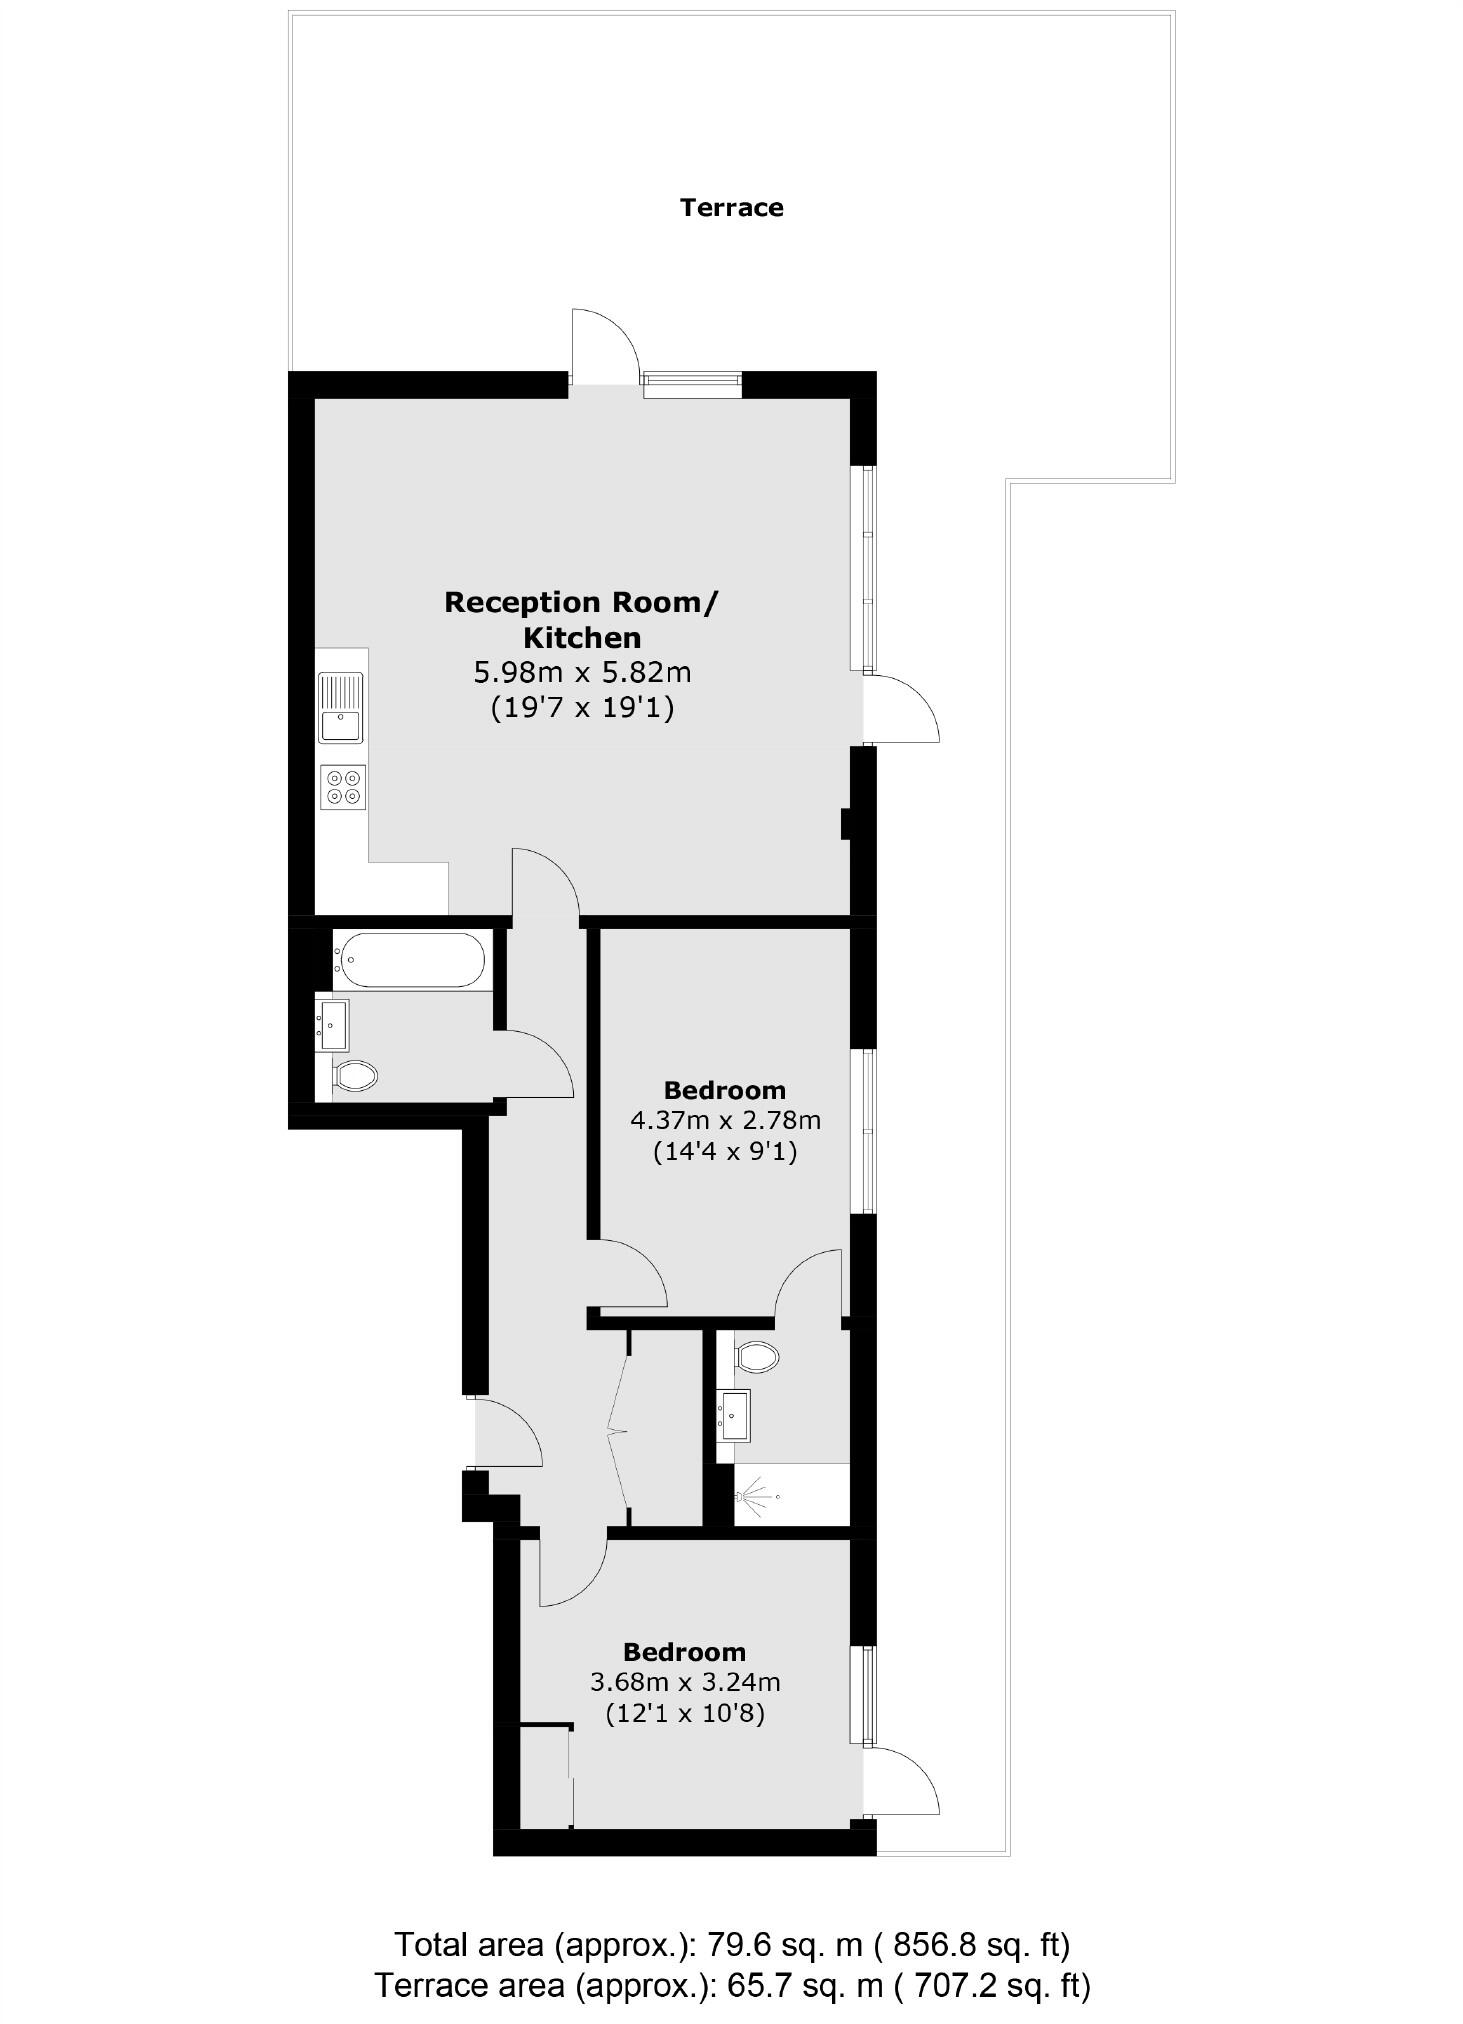 Terrace
Reception Room/
Kitchen
5.98m x 5.82m
(19'7 x 19'1)
Bedroom
4.37m x 2.78m
(14'4 x 9'1)
Bedroom
3.68m x 3.24m
(12'1 x 10'8)
Total area (approx.): 79.6 sq. m ( 856.8 sq. ft)
Terrace area (approx.): 65.7 sq. m ( 707.2 sq. ft)